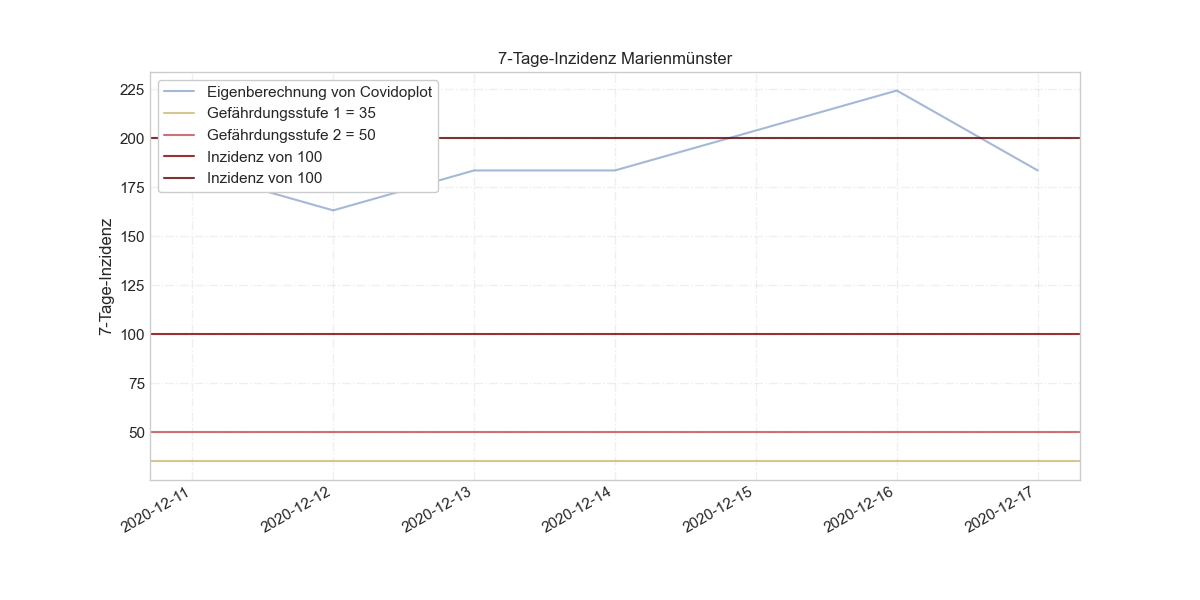 7-Tage-Inzidenz Marienmünster
Eigenberechnung von Covidoplot
Gefährdungsstufe 1 = 35
Gefährdungsstufe 2 = 50
Inzidenz von 100
Inzidenz von 100
7-Tage-Inzidenz
225
200
175
150
125
100
75
50
2020-12-11
2020-12-12
2020-12-13
2020-12-14
2020-12-15
2020-12-16
2020-12-17